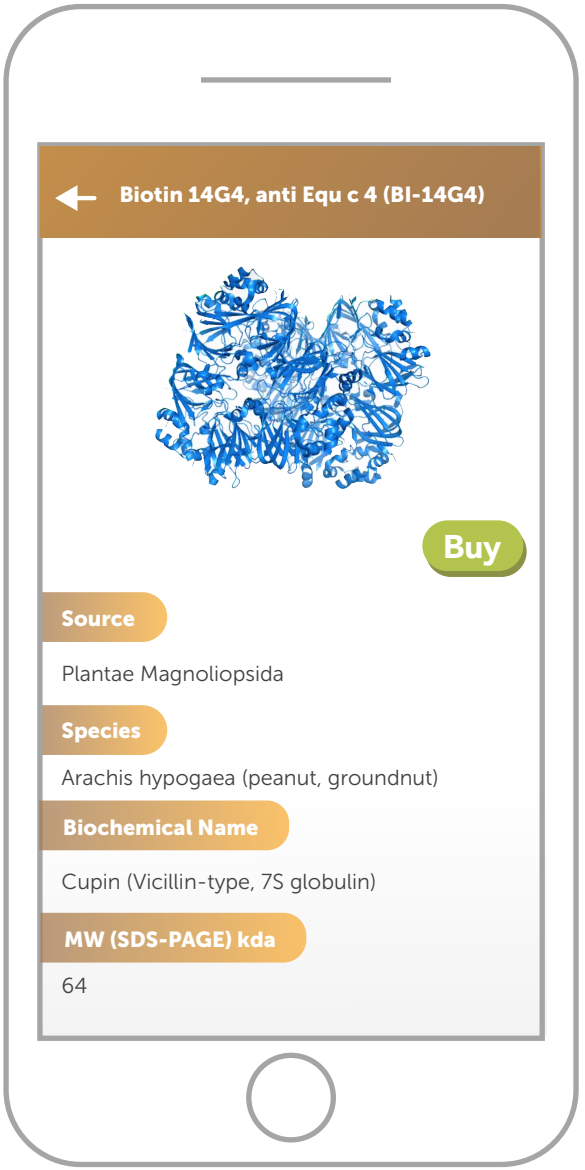 Biotin 14G4, anti Equ c 4 (BI-14G4)
Buy
Source
Plantae Magnoliopsida
Species
Arachis hypogaea (peanut, groundnut)
Biochemical Name
Cupin (Vicillin-type, 7S globulin)
MW (SDS-PAGE) kda
64